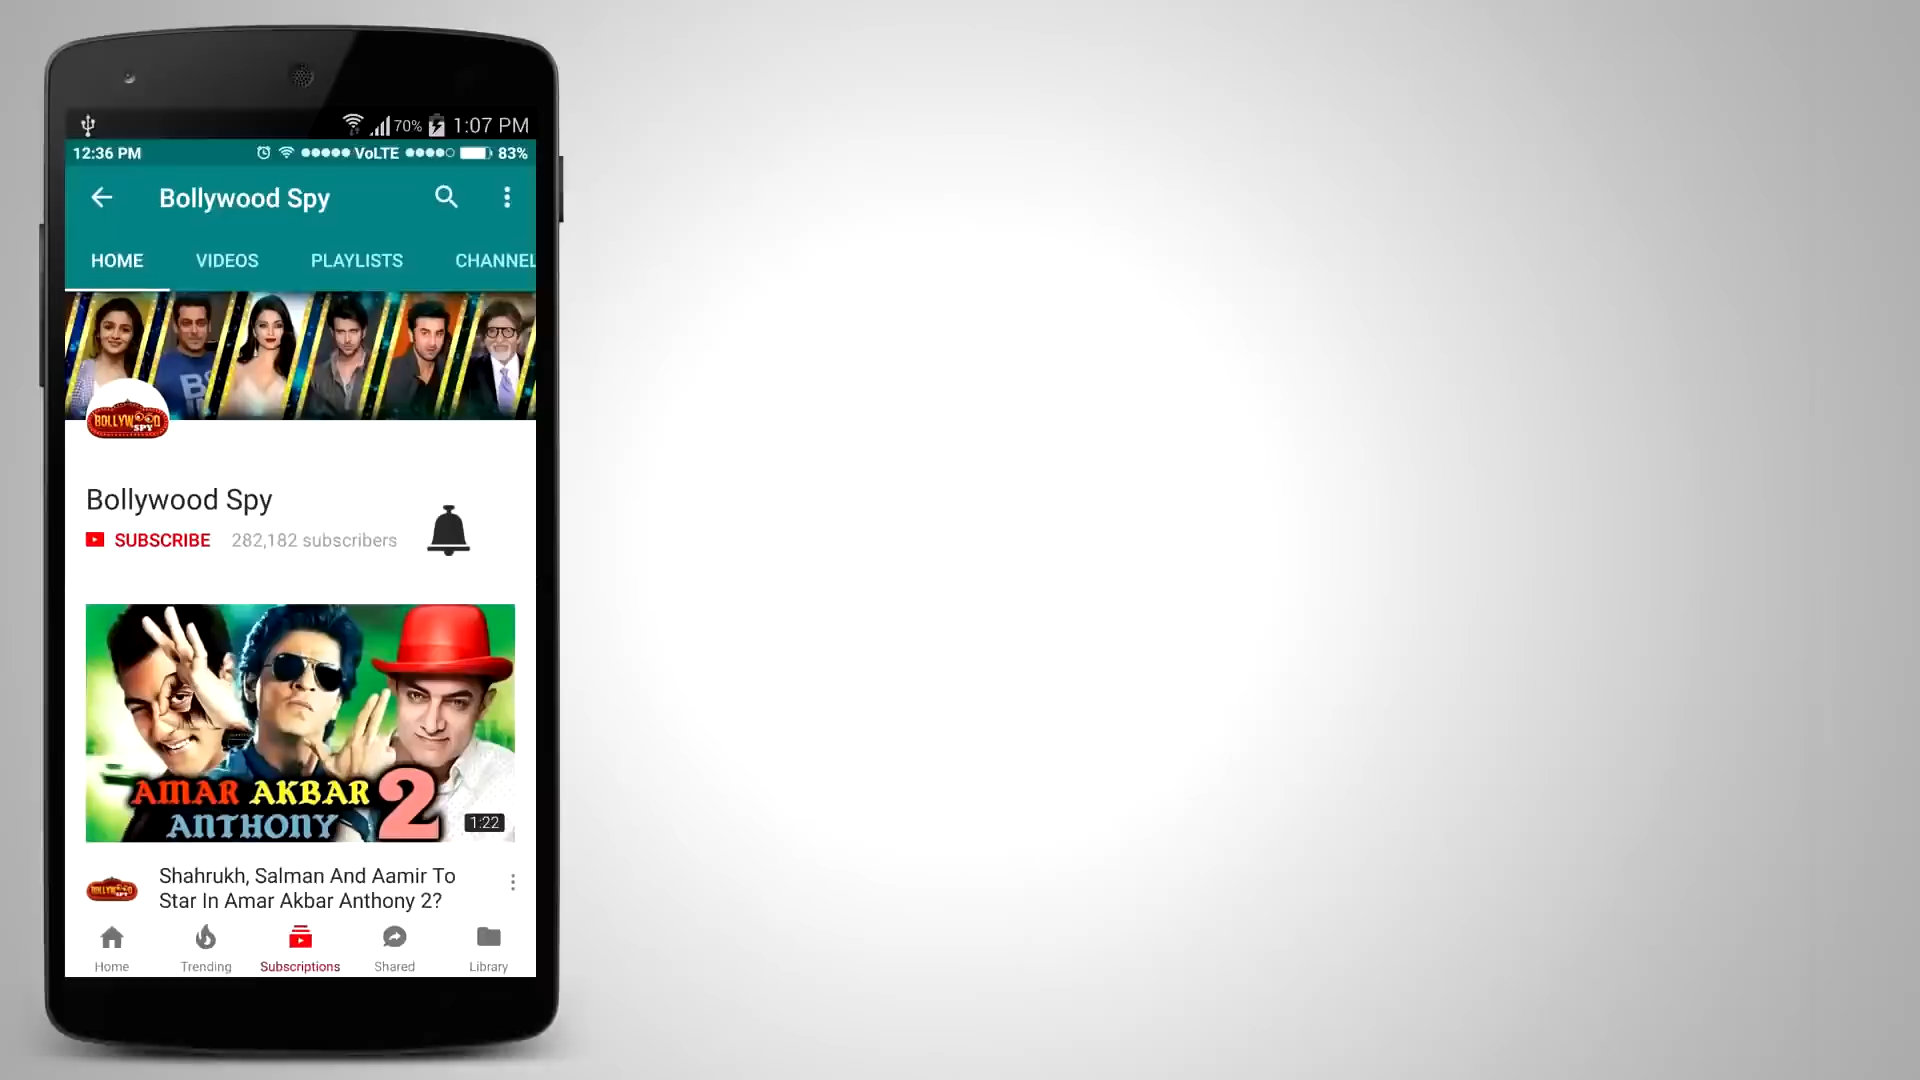 70% 1:07 PM
12:36 PM VoLTE 83%
Bollywood Spy
HOME VIDEOS PLAYLISTS CHANNEL
BOLLYWOOD
SPY
Bollywood Spy
SUBSCRIBE 282,182 subscribers
AMAR AKBAR
ANTHONY 2
1:22
Shahrukh, Salman And Aamir To
Star In Amar Akbar Anthony 2?
BOLLYWOOD
SPY
Home Trending Subscriptions Shared Library